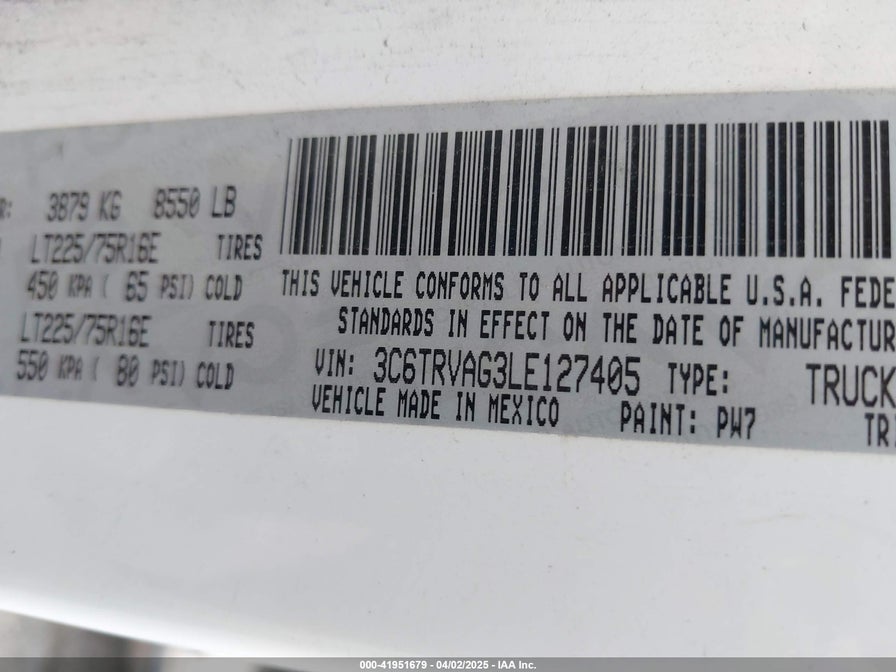 R: 3879 KG 8550 LB
LT225/75R16E TIRES
450 KPA ( 65 PSI) COLD
LT225/75R16E TIRES
550 KPA ( 80 PSI) COLD
THIS VEHICLE CONFORMS TO ALL APPLICABLE U.S.A. FEDE
STANDARDS IN EFFECT ON THE DATE OF MANUFACTUR
VIN: 3C6TRVAG3LE127405 TYPE: TRUCK
VEHICLE MADE IN MEXICO PAINT: PW7 TRI
000-41951679 - 04/02/2025 - IAA Inc.